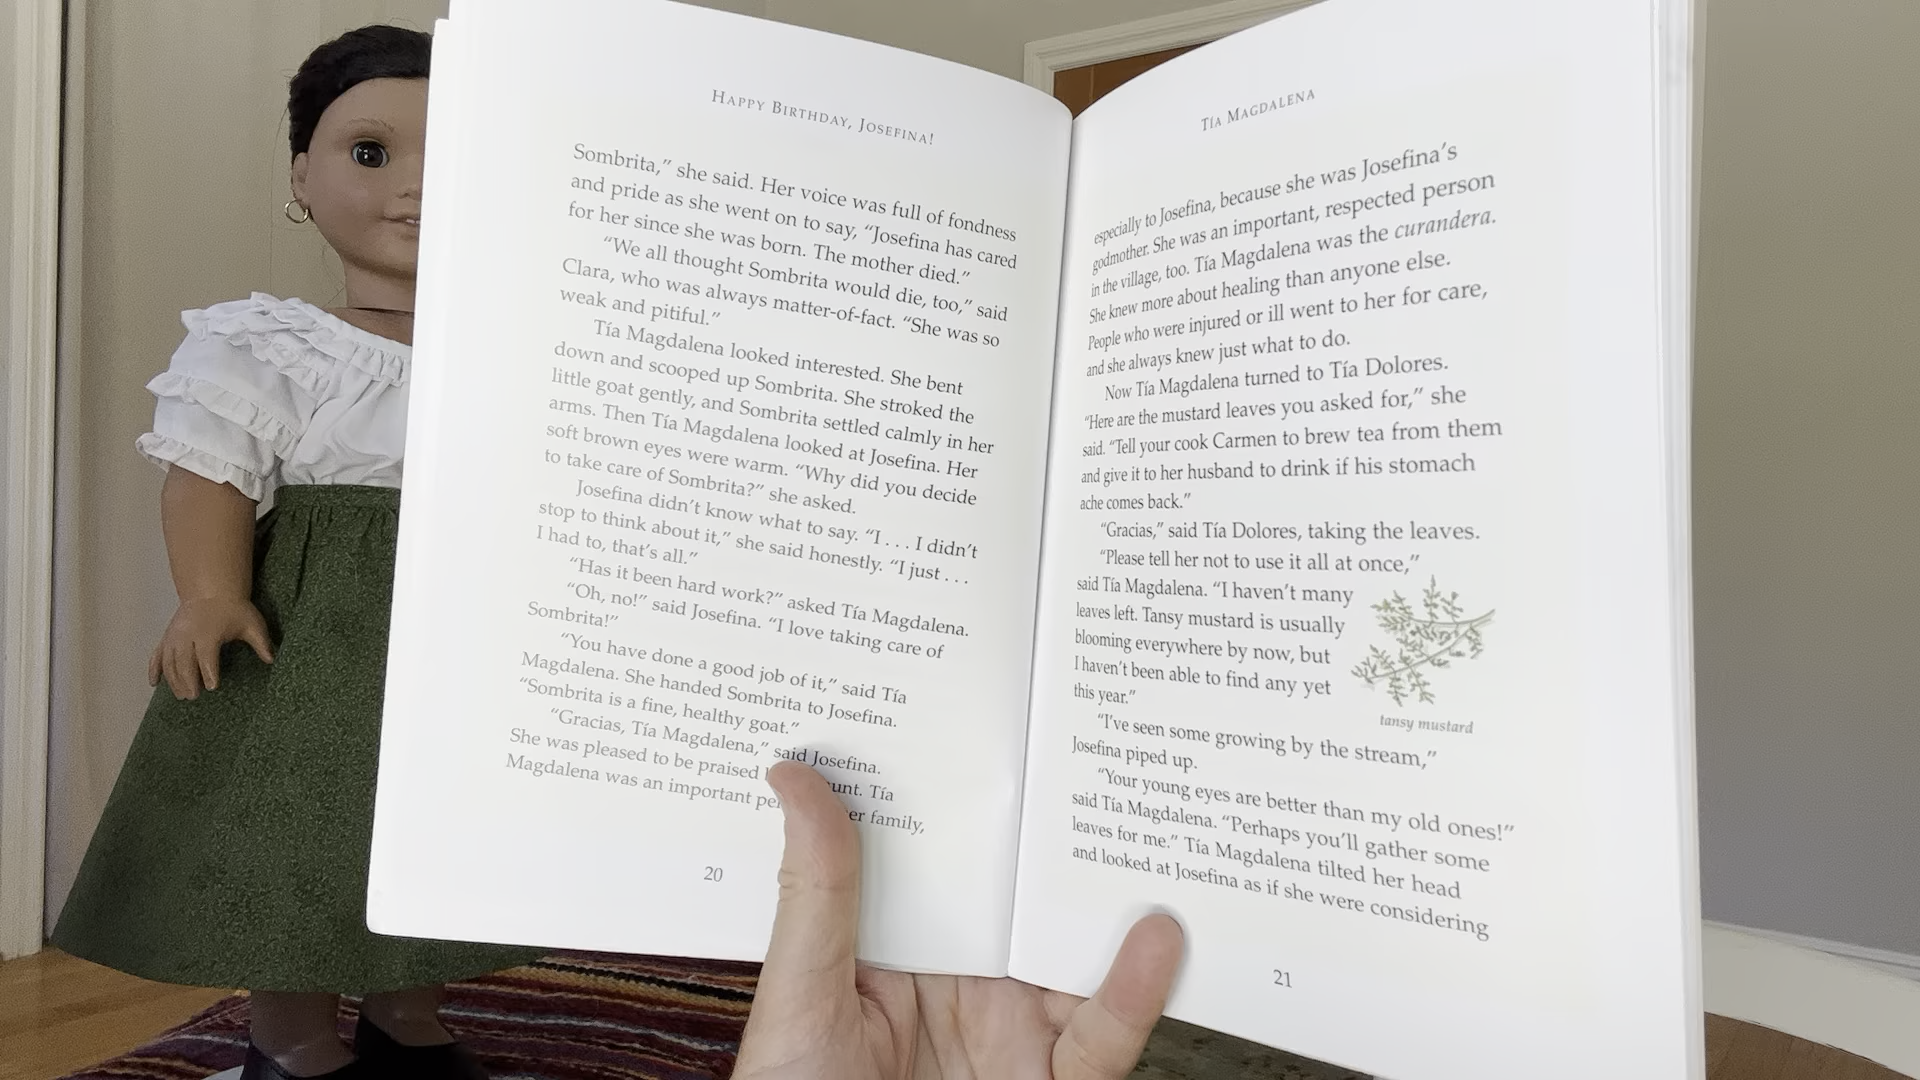 HAPPY BIRTHDAY, JOSEFINA!
Sombrita,” she said. Her voice was full of fondness
and pride as she went on to say, “Josefina has cared
for her since she was born. The mother died.”
“We all thought Sombrita would die, too,” said
Clara, who was always matter-of-fact. “She was so
weak and pitiful.”
Tía Magdalena looked interested. She bent
down and scooped up Sombrita. She stroked the
little goat gently, and Sombrita settled calmly in her
arms. Then Tía Magdalena looked at Josefina. Her
soft brown eyes were warm. “Why did you decide
to take care of Sombrita?” she asked.
Josefina didn’t know what to say. “I . . . I didn’t
stop to think about it,” she said honestly. “I just . . .
I had to, that’s all.”
“Has it been hard work?” asked Tía Magdalena.
“Oh, no!” said Josefina. “I love taking care of
Sombrita!”
“You have done a good job of it,” said Tía
Magdalena. She handed Sombrita to Josefina.
“Sombrita is a fine, healthy goat.”
“Gracias, Tía Magdalena,” said Josefina.
She was pleased to be praised Tía
Magdalena was an important family,
20
TÍA MAGDALENA
especially to Josefina, because she was Josefina’s
godmother. She was an important, respected person
in the village, too. Tía Magdalena was the curandera.
She knew more about healing than anyone else.
People who were injured or ill went to her for care,
and she always knew just what to do.
Now Tía Magdalena turned to Tía Dolores.
“Here are the mustard leaves you asked for,” she
said. “Tell your cook Carmen to brew tea from them
and give it to her husband to drink if his stomach
ache comes back.”
“Gracias,” said Tía Dolores, taking the leaves.
“Please tell her not to use it all at once,”
said Tía Magdalena. “I haven’t many
leaves left. Tansy mustard is usually
blooming everywhere by now, but
I haven’t been able to find any yet
this year.”
tansy mustard
“I’ve seen some growing by the stream,”
Josefina piped up.
“Your young eyes are better than my old ones!”
said Tía Magdalena. “Perhaps you’ll gather some
leaves for me.” Tía Magdalena tilted her head
and looked at Josefina as if she were considering
21